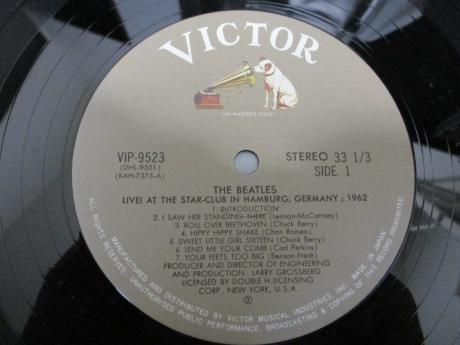 VICTOR
"HIS MASTER'S VOICE"
VIP-9523
(DHL-9501)
(KAH-7375-A)
STEREO 33 1/3
SIDE 1
THE BEATLES
LIVE! AT THE STAR-CLUB IN HAMBURG, GERMANY ; 1962
1. INTRODUCTION
2. I SAW HER STANDING THERE (Lennon-McCartney)
3. ROLL OVER BEETHOVEN (Chuck Berry)
4. HIPPY HIPPY SHAKE (Chan Romeo)
5. SWEET LITTLE GIRL SIXTEEN (Chuck Berry)
6. LEND ME YOUR COMB (Carl Perkins)
7. YOUR FEETS TOO BIG (Benson-Fredt)
PRODUCER AND DIRECTOR OF ENGINEERING
AND PRODUCTION, LARRY GROSSBERG
LICENSED BY DOUBLE H LICENSING
CORP., NEW YORK, U.S.A.
MANUFACTURED AND DISTRIBUTED BY VICTOR MUSICAL INDUSTRIES, INC. MADE IN JAPAN
ALL RIGHTS RESERVED. UNAUTHORISED PUBLIC PERFORMANCE, BROADCASTING & COPYING OF THIS RECORD PROHIBITED